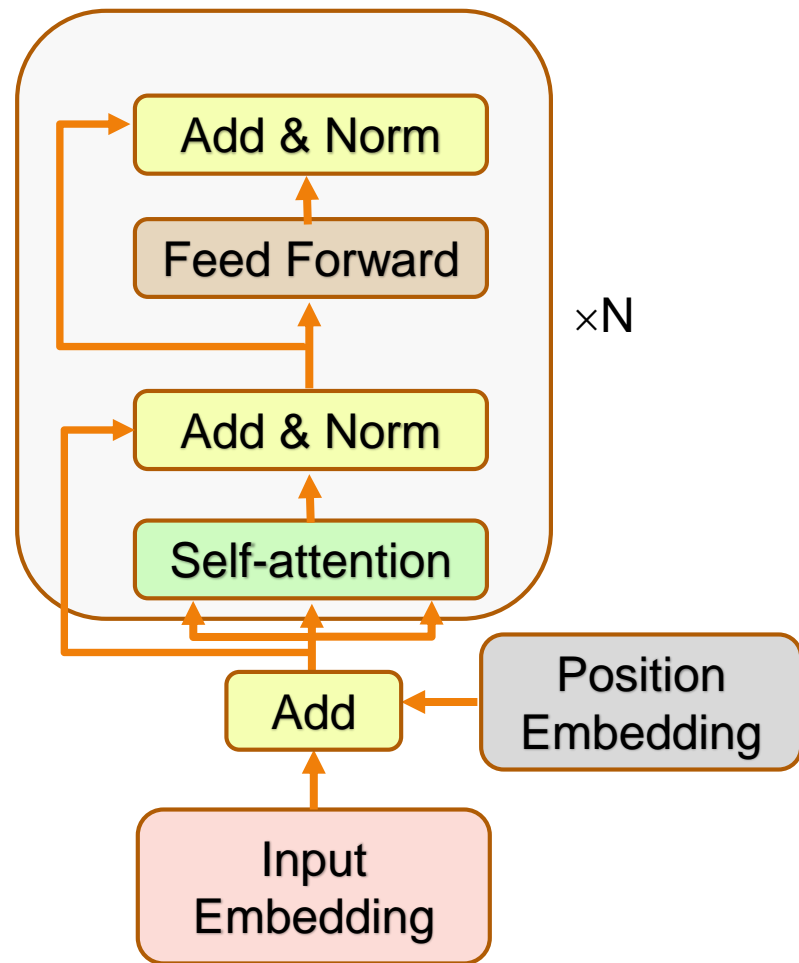 Add & Norm
Feed Forward
×N
Add & Norm
Self-attention
Position
Embedding
Add
Input
Embedding